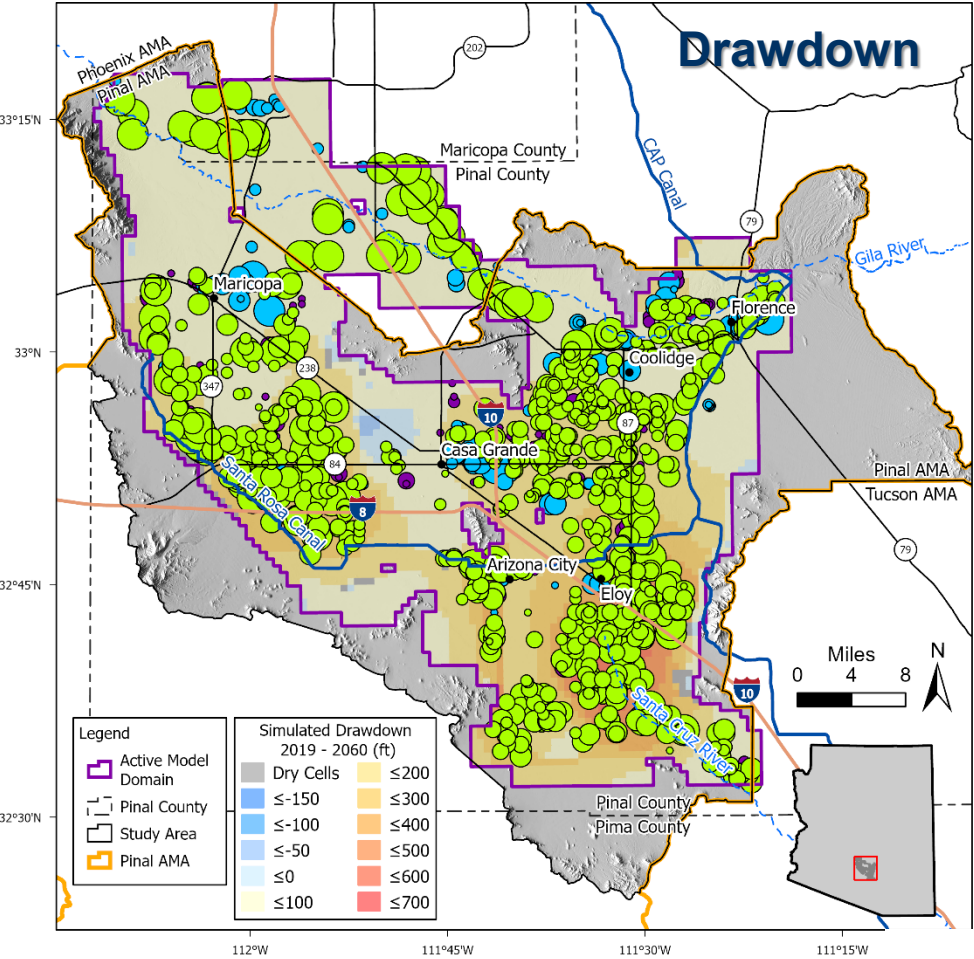 Drawdown
Phoenix AMA
Pinal AMA
202
33°15'N
Maricopa County
Pinal County
CAP Canal
79
Gila River
Maricopa
Florence
33°N
Coolidge
347
238
10
87
Casa Grande
84
Pinal AMA
Tucson AMA
Santa Rosa Canal
8
79
32°45'N
Arizona City
Eloy
Miles
0 4 8
N
10
Santa Cruz River
Legend
Active Model
Domain
Pinal County
Study Area
Pinal AMA
Simulated Drawdown
2019 - 2060 (ft)
Dry Cells
≤-150
≤-100
≤-50
≤0
≤100
≤200
≤300
≤400
≤500
≤600
≤700
Pinal County
Pima County
32°30'N
112°W
111°45'W
111°30'W
111°15'W